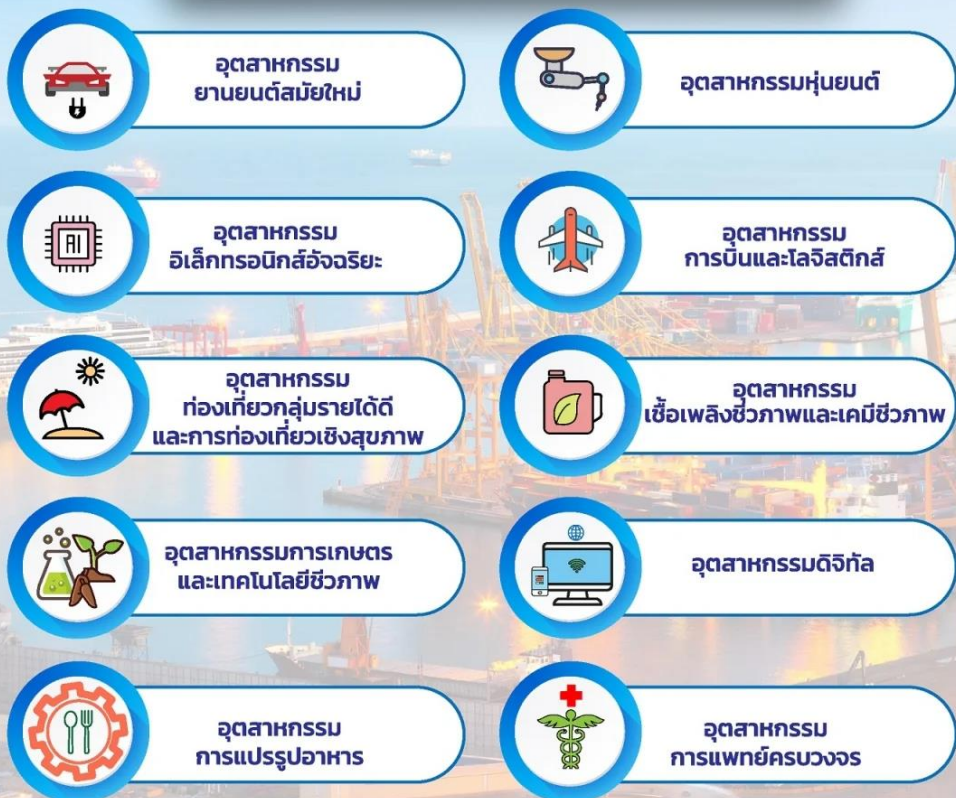 อุตสาหกรรม
ยานยนต์สมัยใหม่
อุตสาหกรรมหุ่นยนต์
อุตสาหกรรม
อิเล็กทรอนิกส์อัจฉริยะ
อุตสาหกรรม
การบินและโลจิสติกส์
อุตสาหกรรม
ท่องเที่ยวกลุ่มรายได้ดี
และการท่องเที่ยวเชิงสุขภาพ
อุตสาหกรรม
เชื้อเพลิงชีวภาพและเคมีชีวภาพ
อุตสาหกรรมการเกษตร
และเทคโนโลยีชีวภาพ
อุตสาหกรรมดิจิทัล
อุตสาหกรรม
การแปรรูปอาหาร
อุตสาหกรรม
การแพทย์ครบวงจร
AI